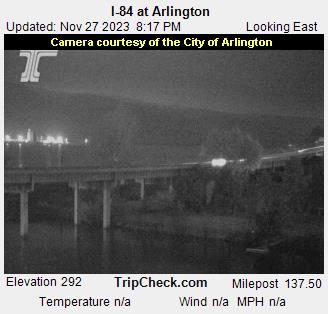 I-84 at Arlington
Updated: Nov 27 2023 8:17 PM Looking East
Camera courtesy of the City of Arlington
Elevation 292 TripCheck.com Milepost 137.50
Temperature n/a Wind n/a MPH n/a